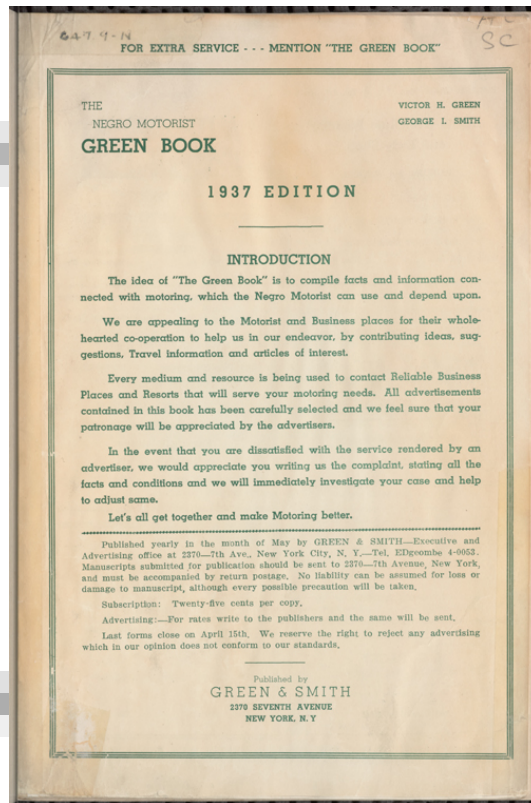 FOR EXTRA SERVICE - - - MENTION "THE GREEN BOOK"
SC
THE
NEGRO MOTORIST
GREEN BOOK
VICTOR H. GREEN
GEORGE I. SMITH
1937 EDITION
INTRODUCTION
The idea of "The Green Book" is to compile facts and information con-
nected with motoring, which the Negro Motorist can use and depend upon.
We are appealing to the Motorist and Business places for their whole-
hearted co-operation to help us in our endeavor, by contributing ideas, sug-
gestions, Travel information and articles of interest.
Every medium and resource is being used to contact Reliable Business
Places and Resorts that will serve your motoring needs. All advertisements
contained in this book has been carefully selected and we feel sure that your
patronage will be appreciated by the advertisers.
In the event that you are dissatisfied with the service rendered by an
advertiser, we would appreciate you writing us the complaint, stating all the
facts and conditions and we will immediately investigate your case and help
to adjust same.
Let's all get together and make Motoring better.
Published yearly in the month of May by GREEN & SMITH—Executive and
Advertising office at 2370—7th Ave., New York City, N. Y.—Tel. EDgecombe 4-0053.
Manuscripts submitted for publication should be sent to 2370—7th Avenue, New York,
and must be accompanied by return postage. No liability can be assumed for loss or
damage to manuscript, although every possible precaution will be taken.
Subscription: Twenty-five cents per copy.
Advertising:—For rates write to the publishers and the same will be sent.
Last forms close on April 15th. We reserve the right to reject any advertising
which in our opinion does not conform to our standards.
Published by
GREEN & SMITH
2370 SEVENTH AVENUE
NEW YORK, N. Y